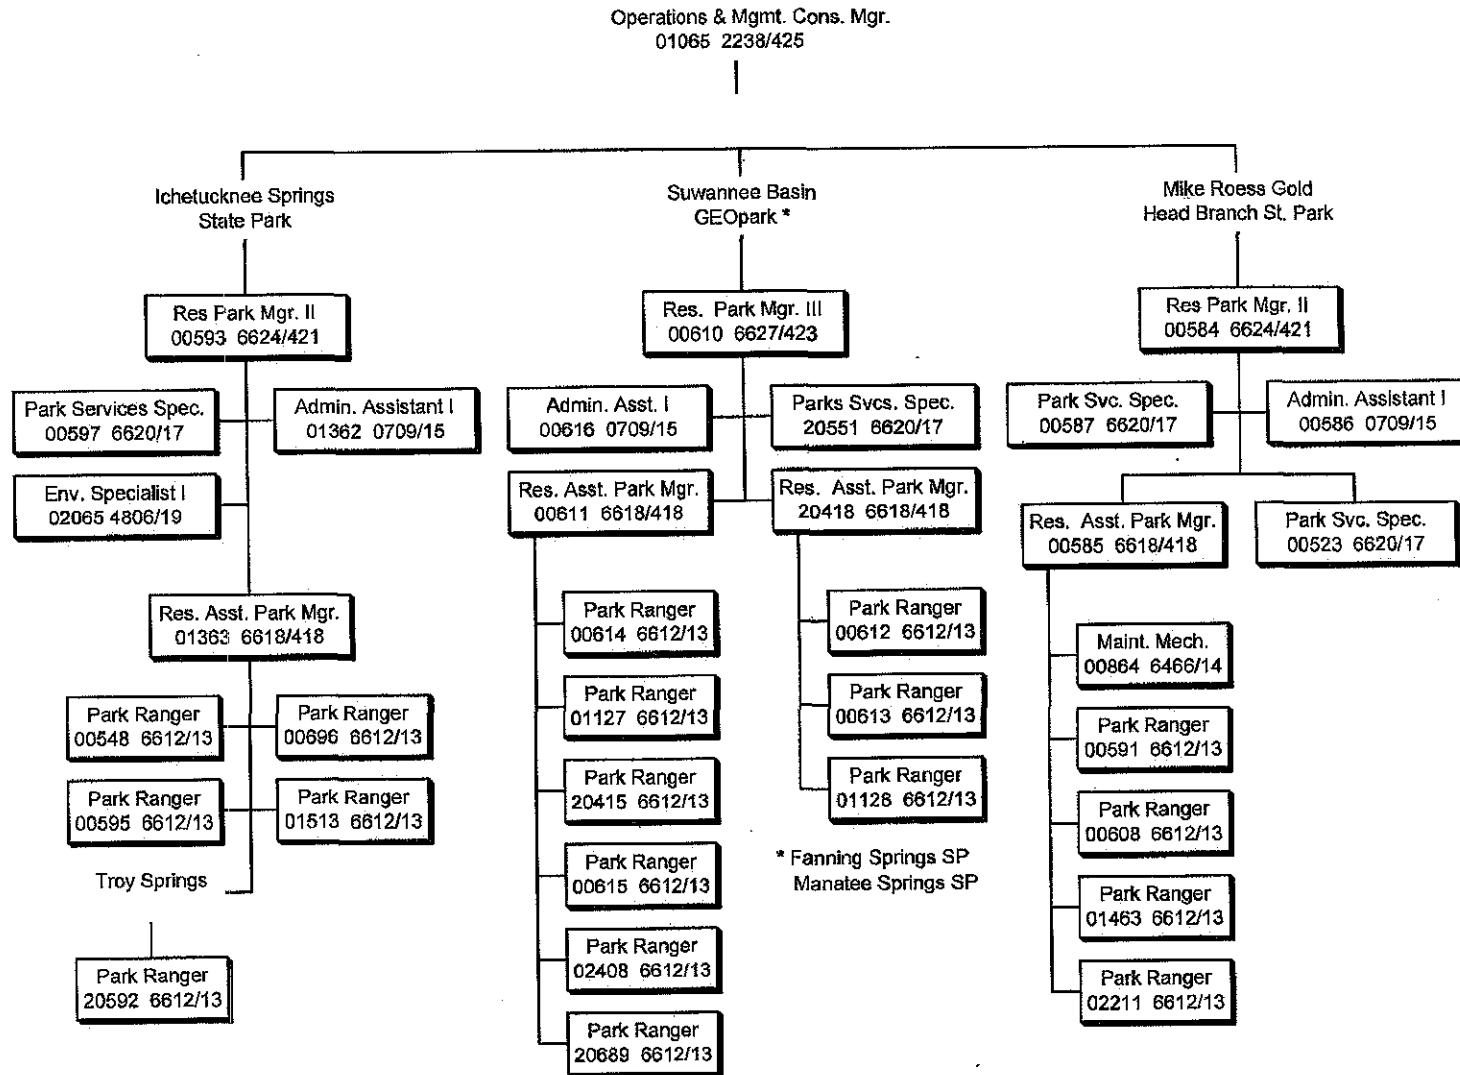 Operations & Mgmt. Cons. Mgr.
01065 2238/425
Ichetucknee Springs
State Park
Res Park Mgr. II
00593 6624/421
Park Services Spec.
00597 6620/17
Admin. Assistant I
01362 0709/15
Env. Specialist I
02065 4806/19
Res. Asst. Park Mgr.
01363 6618/418
Park Ranger
00548 6612/13
Park Ranger
00696 6612/13
Park Ranger
00595 6612/13
Park Ranger
01513 6612/13
Troy Springs
Park Ranger
20592 6612/13
Suwannee Basin
GEOpark *
Res. Park Mgr. III
00610 6627/423
Admin. Asst. I
00616 0709/15
Parks Svcs. Spec.
20551 6620/17
Res. Asst. Park Mgr.
00611 6618/418
Res. Asst. Park Mgr.
20418 6618/418
Park Ranger
00614 6612/13
Park Ranger
01127 6612/13
Park Ranger
20415 6612/13
Park Ranger
00615 6612/13
Park Ranger
02408 6612/13
Park Ranger
20689 6612/13
Park Ranger
00612 6612/13
Park Ranger
00613 6612/13
Park Ranger
01128 6612/13
* Fanning Springs SP
Manatee Springs SP
Mike Roess Gold
Head Branch St. Park
Res Park Mgr. II
00584 6624/421
Park Svc. Spec.
00587 6620/17
Admin. Assistant I
00586 0709/15
Res. Asst. Park Mgr.
00585 6618/418
Park Svc. Spec.
00523 6620/17
Maint. Mech.
00864 6466/14
Park Ranger
00591 6612/13
Park Ranger
00608 6612/13
Park Ranger
01463 6612/13
Park Ranger
02211 6612/13